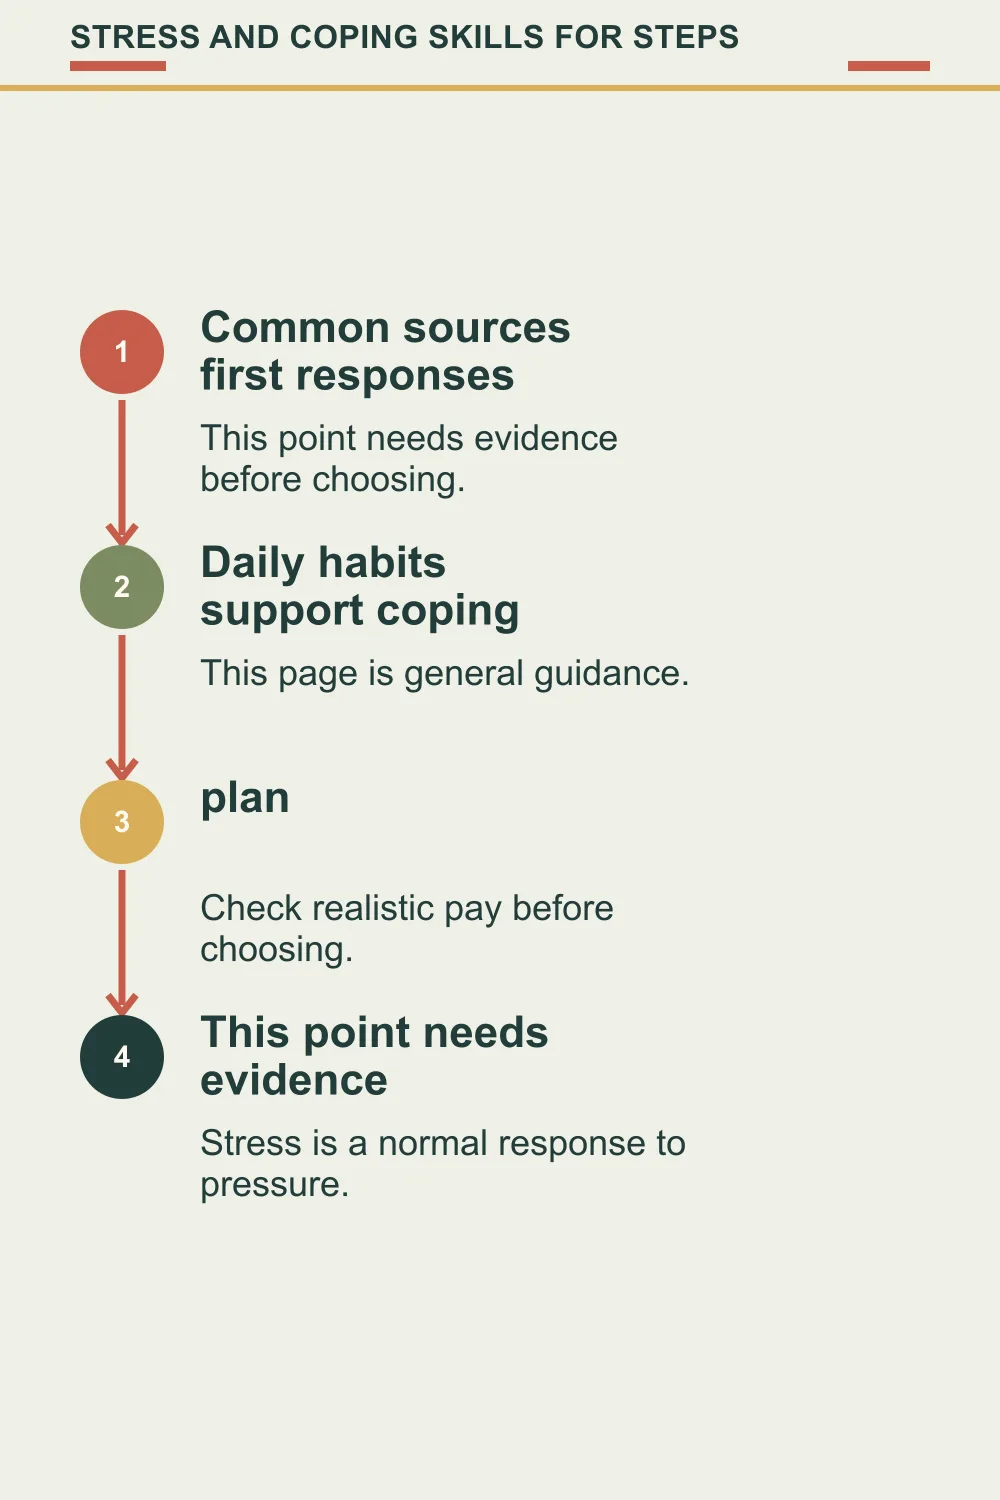 STRESS AND COPING SKILLS FOR STEPS
1
Common sources
first responses
This point needs evidence
before choosing.
2
Daily habits
support coping
This page is general guidance.
3
plan
Check realistic pay before
choosing.
4
This point needs
evidence
Stress is a normal response to
pressure.